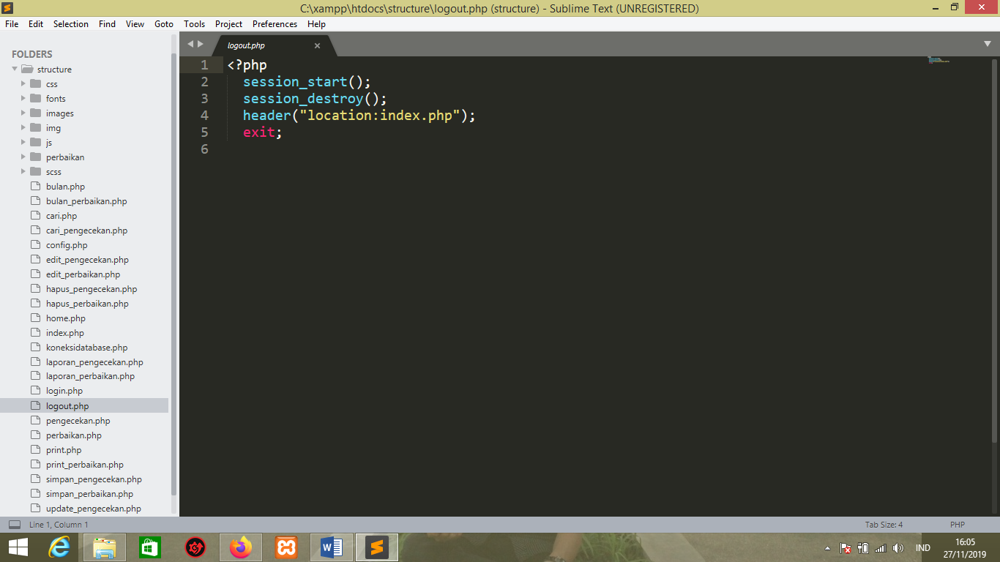 C:\xampp\htdocs\structure\logout.php (structure) - Sublime Text (UNREGISTERED)
File Edit Selection Find View Goto Tools Project Preferences Help
FOLDERS
structure
css
fonts
images
img
js
perbaikan
scss
bulan.php
bulan_perbaikan.php
cari.php
cari_pengecekan.php
config.php
edit_pengecekan.php
edit_perbaikan.php
hapus_pengecekan.php
hapus_perbaikan.php
home.php
index.php
koneksidatabase.php
laporan_pengecekan.php
laporan_perbaikan.php
login.php
logout.php
pengecekan.php
perbaikan.php
print.php
print_perbaikan.php
simpan_pengecekan.php
simpan_perbaikan.php
update_pengecekan.php
logout.php
1 <?php
2 session_start();
3 session_destroy();
4 header("location:index.php");
5 exit;
6
Line 1, Column 1 Tab Size: 4 PHP
IND 16:05
27/11/2019